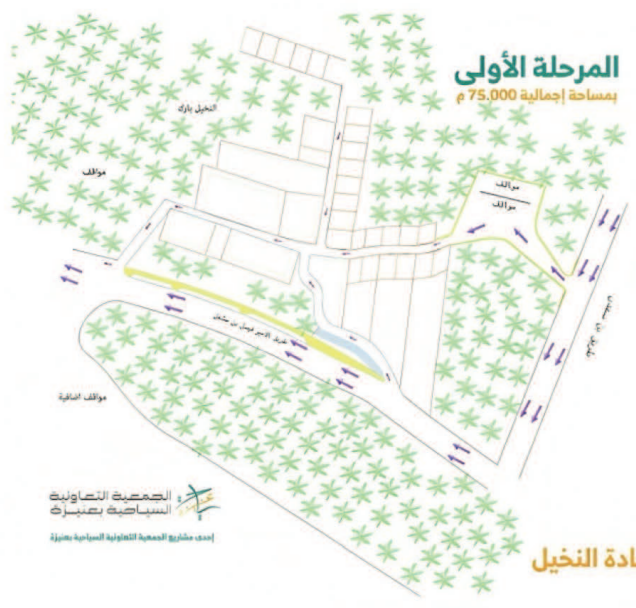 المرحلة الأولى
بمساحة إجمالية 75.000 م
النخيل بارك
مواقف
مواقف
مواقف
طريق الأمير فيصل بن مشعل
مواقف اضافية
الجمعية التعاونية
السياحية بعنيزة
إحدى مشاريع الجمعية التعاونية السياحية بعنيزة
ادة النخيل